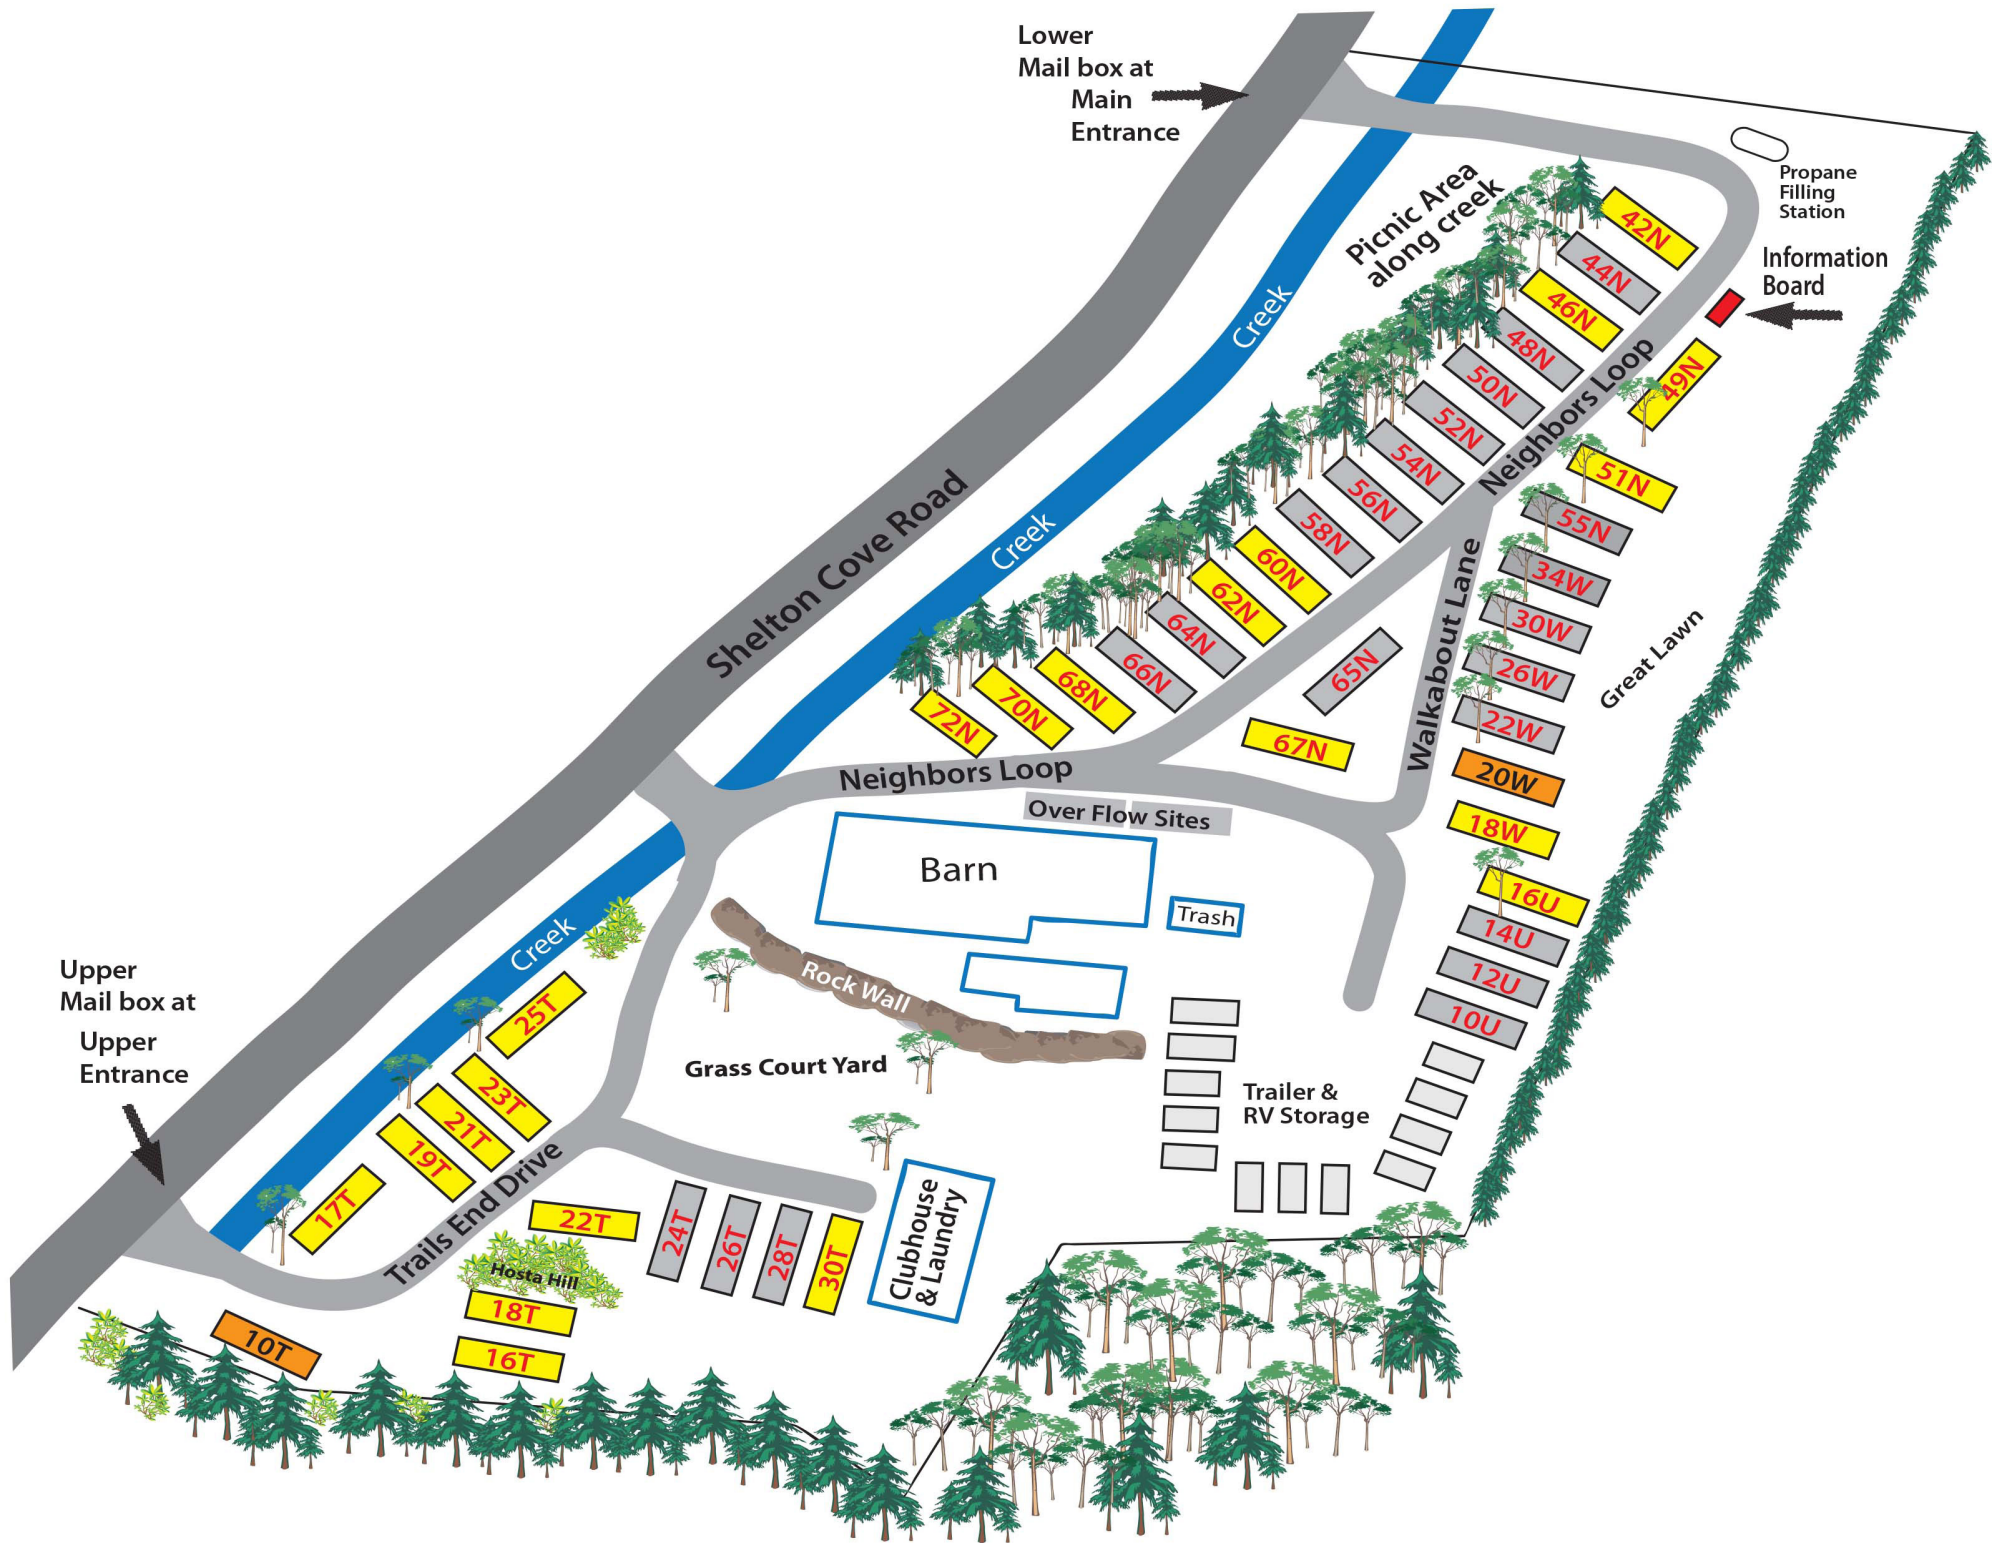 Lower
Mail box at
Main
Entrance
Propane
Filling
Station
Picnic Area
along creek
Information
Board
42N
44N
46N
48N
50N
52N
54N
56N
58N
60N
62N
64N
66N
68N
70N
72N
49N
51N
55N
34W
30W
26W
22W
20W
18W
16U
14U
12U
10U
65N
67N
Neighbors Loop
Walkabout Lane
Great Lawn
Creek
Creek
Shelton Cove Road
Neighbors Loop
Over Flow Sites
Barn
Trash
Rock Wall
Grass Court Yard
Trailer &
RV Storage
Creek
Upper
Mail box at
Upper
Entrance
25T
23T
21T
19T
17T
Trails End Drive
22T
24T
26T
28T
30T
Clubhouse
& Laundry
Hosta Hill
18T
16T
10T